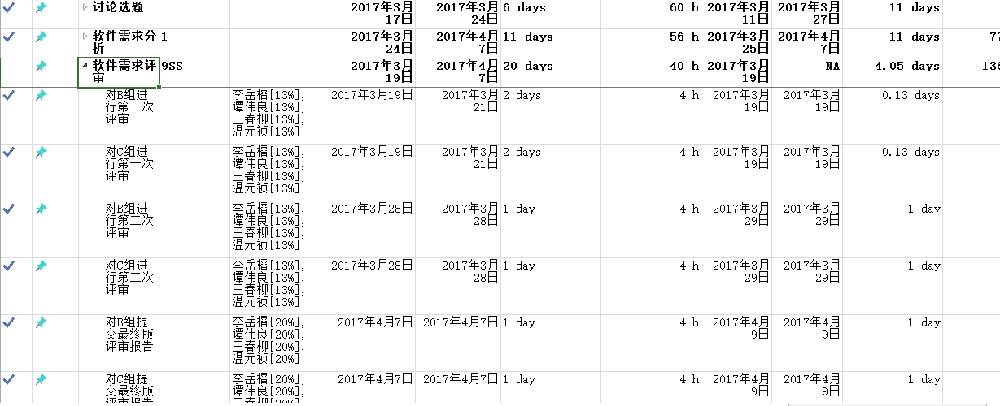 讨论选题 2017年3月17日 2017年3月24日 6 days 60 h 2017年3月11日 2017年3月27日 11 days
软件需求分析 1 2017年3月24日 2017年4月7日 11 days 56 h 2017年3月25日 2017年4月7日 11 days 77
软件需求评审 9SS 2017年3月19日 2017年4月7日 20 days 40 h 2017年3月19日 NA 4.05 days 136
对B组进行第一次评审 李岳櫺[13%], 谭伟良[13%], 王春柳[13%], 温元祯[13%] 2017年3月19日 2017年3月21日 2 days 4 h 2017年3月19日 2017年3月19日 0.13 days
对C组进行第一次评审 李岳櫺[13%], 谭伟良[13%], 王春柳[13%], 温元祯[13%] 2017年3月19日 2017年3月21日 2 days 4 h 2017年3月19日 2017年3月19日 0.13 days
对B组进行第二次评审 李岳櫺[13%], 谭伟良[13%], 王春柳[13%], 温元祯[13%] 2017年3月28日 2017年3月28日 1 day 4 h 2017年3月29日 2017年3月29日 1 day
对C组进行第二次评审 李岳櫺[13%], 谭伟良[13%], 王春柳[13%], 温元祯[13%] 2017年3月28日 2017年3月28日 1 day 4 h 2017年3月29日 2017年3月29日 1 day
对B组提交最终版评审报告 李岳櫺[20%], 谭伟良[20%], 王春柳[20%], 温元祯[20%] 2017年4月7日 2017年4月7日 1 day 4 h 2017年4月9日 2017年4月9日 1 day
对C组提交最终版评审报告 李岳櫺[20%], 谭伟良[20%], 王春柳[20%], 2017年4月7日 2017年4月7日 1 day 4 h 2017年4月9日 2017年4月9日 1 day